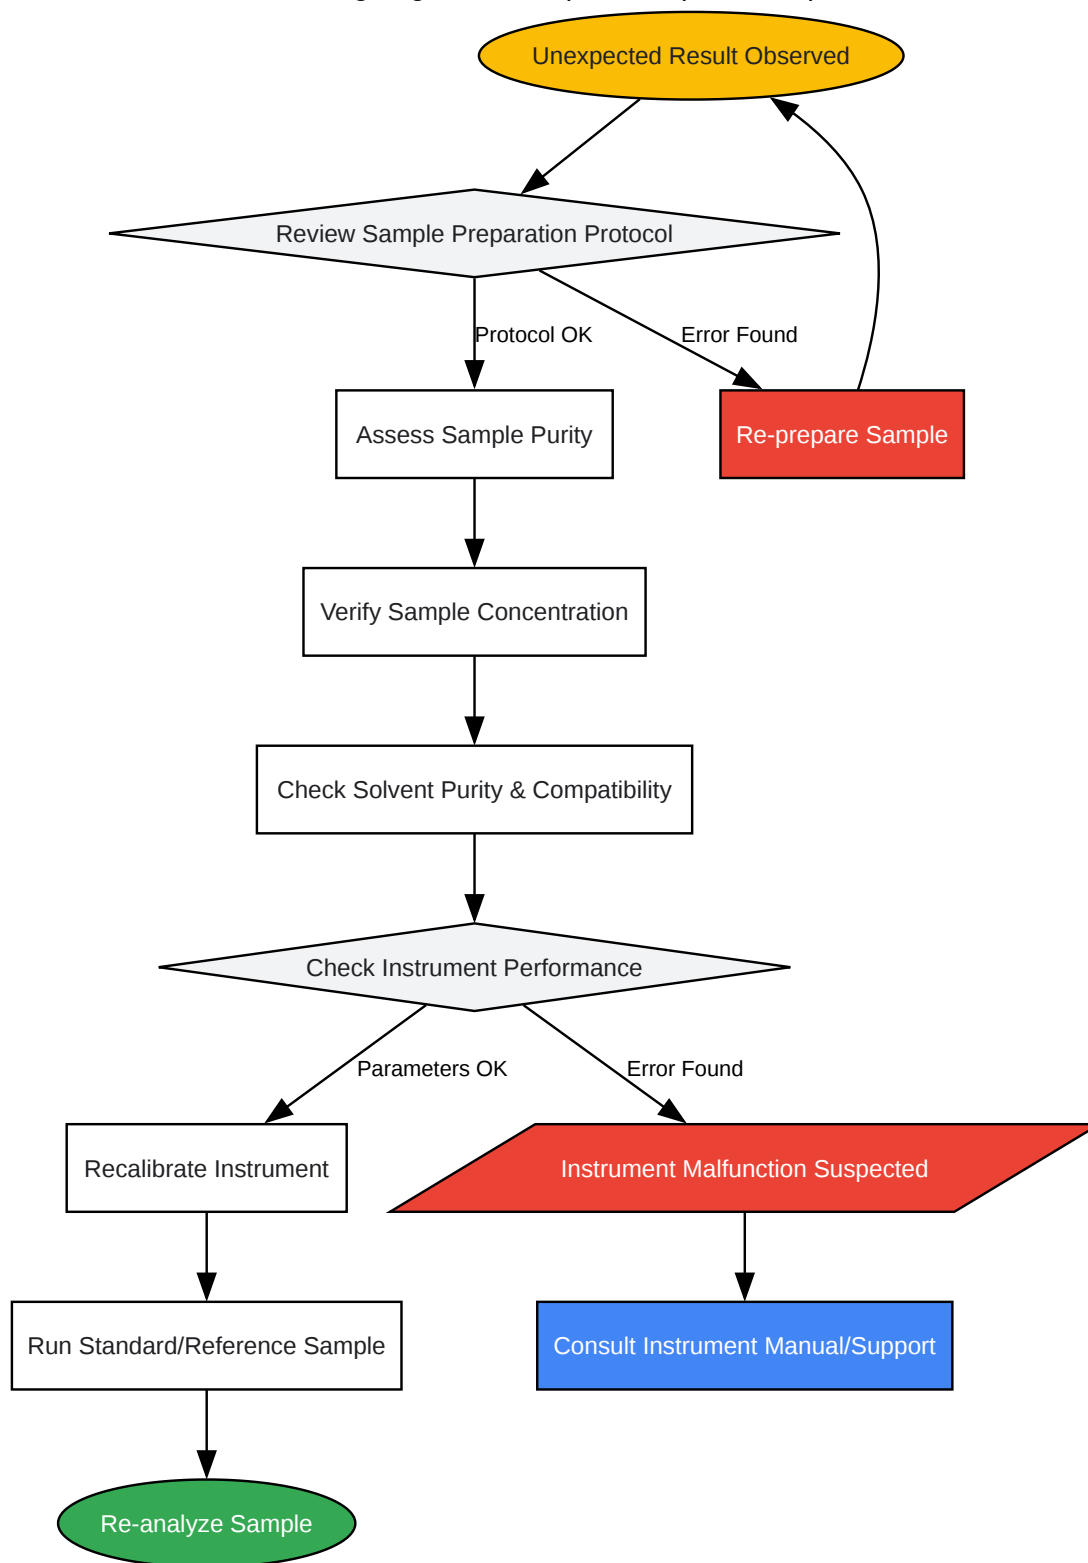 Unexpected Result Observed
Review Sample Preparation Protocol
Protocol OK
Error Found
Assess Sample Purity
Re-prepare Sample
Verify Sample Concentration
Check Solvent Purity & Compatibility
Check Instrument Performance
Parameters OK
Error Found
Recalibrate Instrument
Instrument Malfunction Suspected
Run Standard/Reference Sample
Consult Instrument Manual/Support
Re-analyze Sample